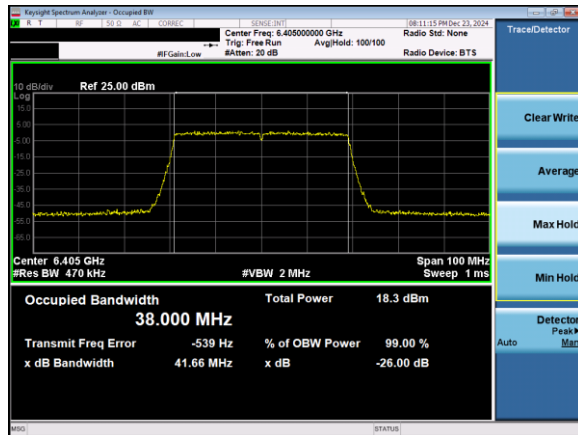 Keysight Spectrum Analyzer - Occupied BW
R T RF 50 Ω AC CORREC SENSE:INT 08:11:15 PM Dec 23, 2024
Center Freq: 6.405000000 GHz Radio Std: None
Trig: Free Run Avg|Hold: 100/100
#IFGain:Low #Atten: 20 dB Radio Device: BTS
Trace/Detector
10 dB/div Ref 25.00 dBm
Log
15.0
5.00
-5.00
-15.0
-25.0
-35.0
-45.0
-55.0
-65.0
Center 6.405 GHz Span 100 MHz
#Res BW 470 kHz #VBW 2 MHz Sweep 1 ms
Occupied Bandwidth Total Power 18.3 dBm
38.000 MHz
Transmit Freq Error -539 Hz % of OBW Power 99.00 %
x dB Bandwidth 41.66 MHz x dB -26.00 dB
Clear Write
Average
Max Hold
Min Hold
Detector
Peak
Auto Man
MSG STATUS